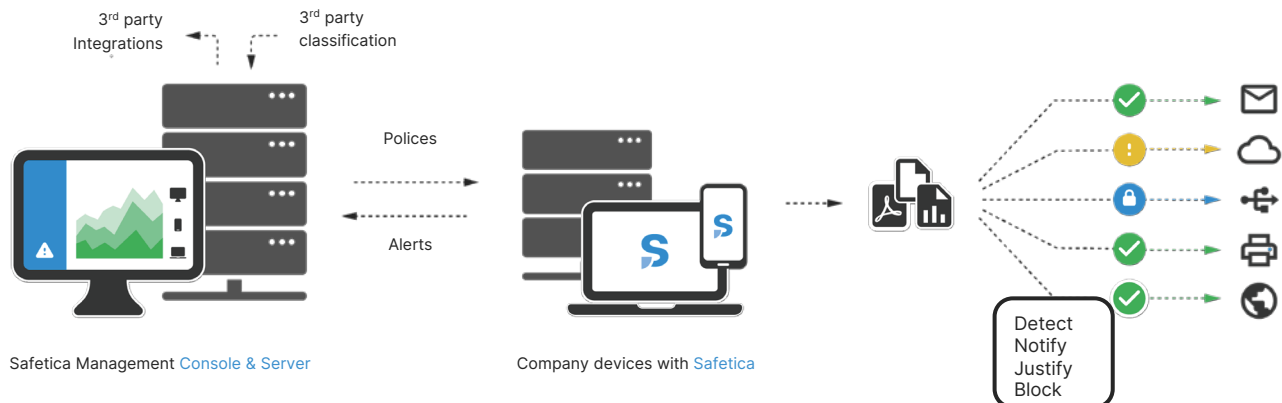 3rd party
Integrations
3rd party
classification
Polices
Alerts
S
S
Detect
Notify
Justify
Block
Safetica Management Console & Server
Company devices with Safetica